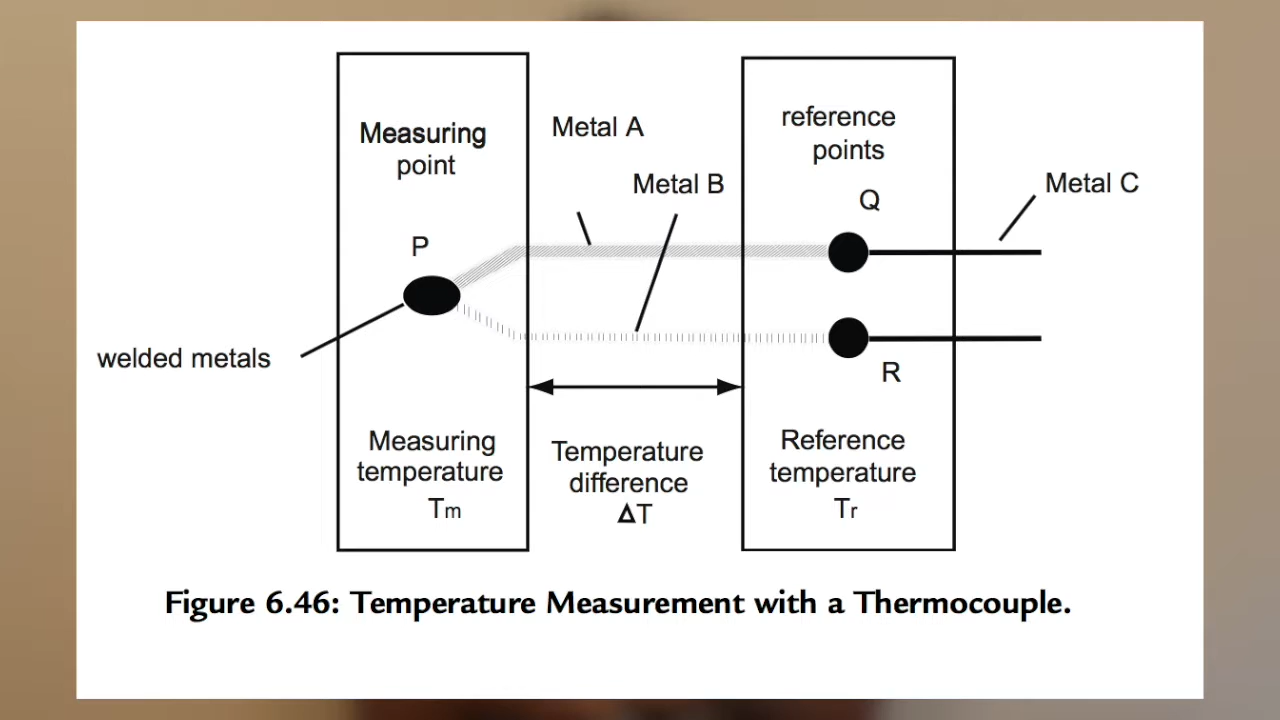 Measuring
point
Metal A
reference
points
Metal B
Metal C
Q
P
welded metals
R
Measuring
temperature
Tm
Temperature
difference
ΔT
Reference
temperature
Tr
Figure 6.46: Temperature Measurement with a Thermocouple.